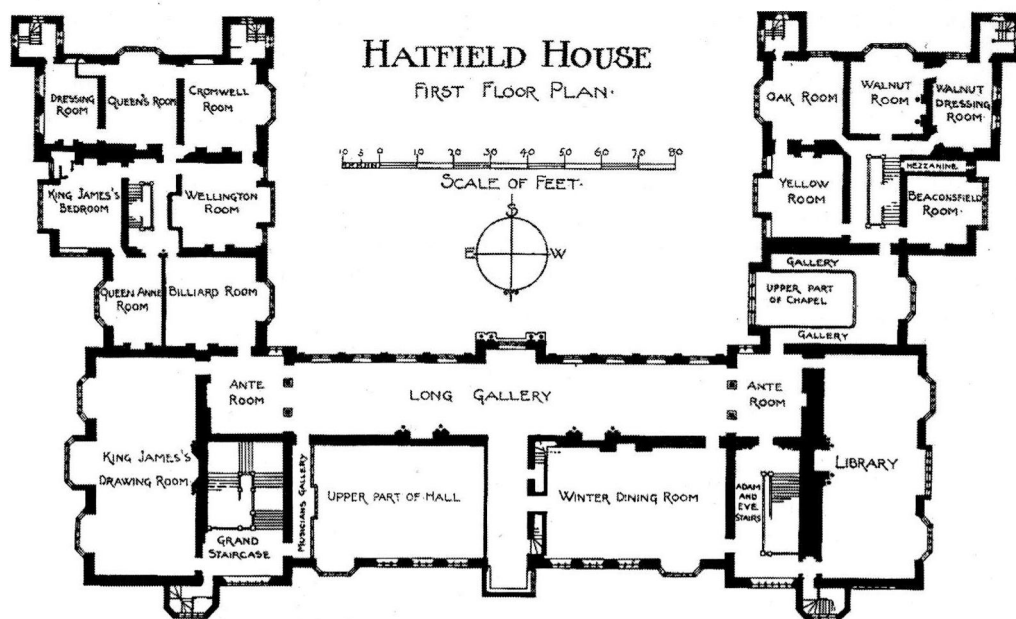 HATFIELD HOUSE
FIRST FLOOR PLAN.
10 5 0 10 20 30 40 50 60 70 80
SCALE OF FEET.
S
E W
DRESSING
ROOM
QUEEN'S ROOM
CROMWELL
ROOM
KING JAMES'S
BEDROOM
WELLINGTON
ROOM
QUEEN ANNE
ROOM
BILLIARD ROOM
OAK ROOM
WALNUT
ROOM
WALNUT
DRESSING
ROOM.
MEZZANINE
YELLOW
ROOM
BEACONSFIELD
ROOM.
GALLERY
UPPER PART
OF CHAPEL
GALLERY
ANTE
ROOM
LONG GALLERY
ANTE
ROOM
KING JAMES'S
DRAWING ROOM.
GRAND
STAIRCASE
MUSICIANS GALLERY
UPPER PART OF HALL
WINTER DINING ROOM
ADAM
AND
EVE
STAIRS
LIBRARY